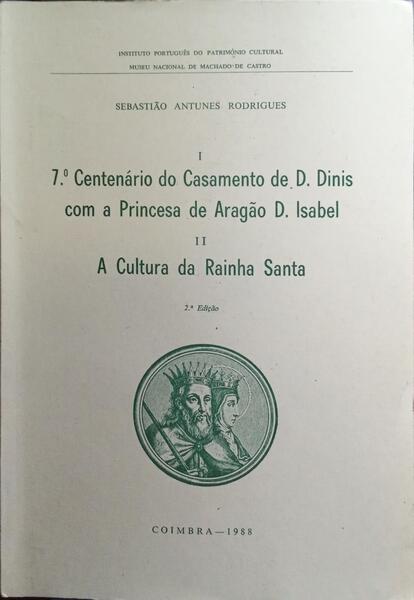 INSTITUTO PORTUGUÊS DO PATRIMÓNIO CULTURAL
MUSEU NACIONAL DE MACHADO DE CASTRO
SEBASTIÃO ANTUNES RODRIGUES
I
7.º Centenário do Casamento de D. Dinis
com a Princesa de Aragão D. Isabel
II
A Cultura da Rainha Santa
2.ª Edição
COIMBRA—1988